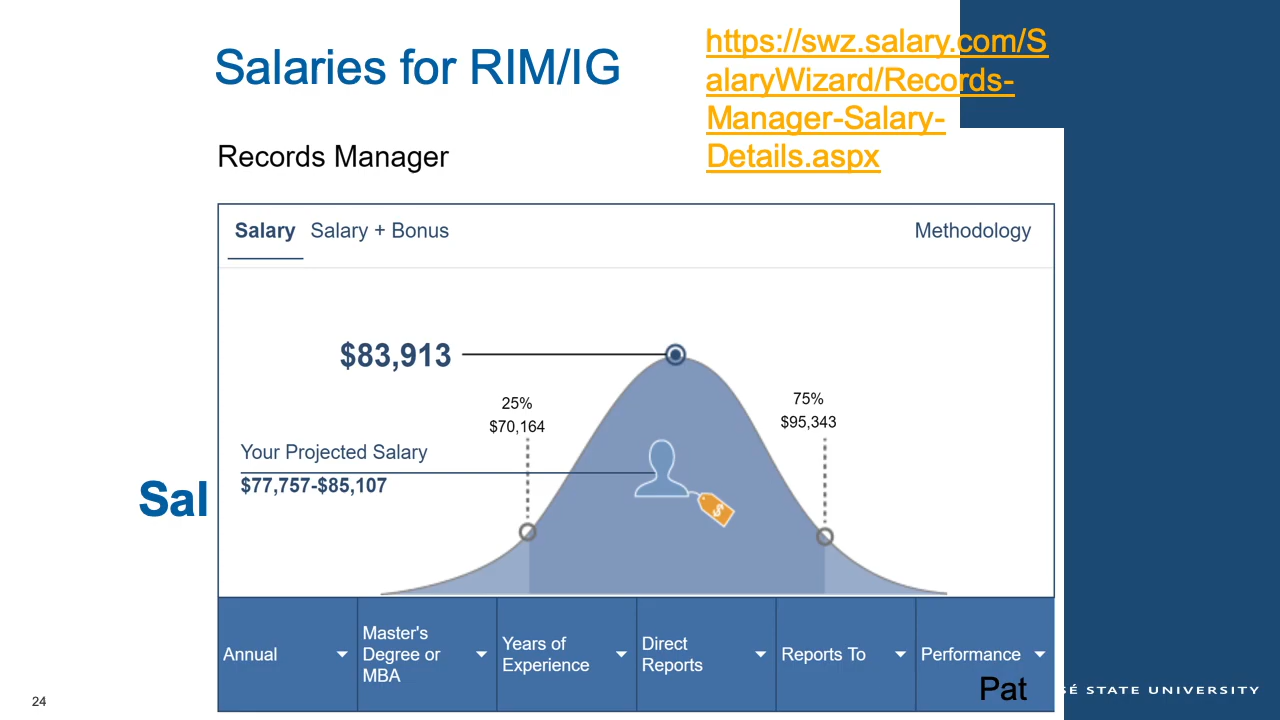 Salaries for RIM/IG
https://swz.salary.com/S
alaryWizard/Records-
Manager-Salary-
Details.aspx
Records Manager
Salary Salary + Bonus Methodology
$83,913
25%
$70,164
75%
$95,343
Your Projected Salary
$77,757-$85,107
$
Sal
Annual
Master's
Degree or
MBA
Years of
Experience
Direct
Reports
Reports To
Performance
Pat
24
SÉ STATE UNIVERSITY